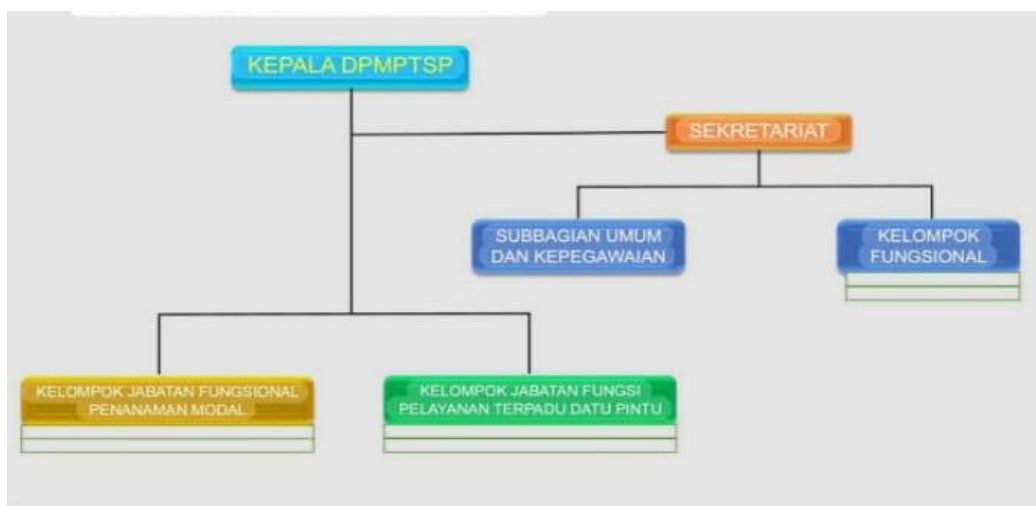 KEPALA DPMPTSP
SEKRETARIAT
SUBBAGIAN UMUM
DAN KEPEGAWAIAN
KELOMPOK
FUNGSIONAL
KELOMPOK JABATAN FUNGSIONAL
PENANAMAN MODAL
KELOMPOK JABATAN FUNGSI
PELAYANAN TERPADU DATU PINTU